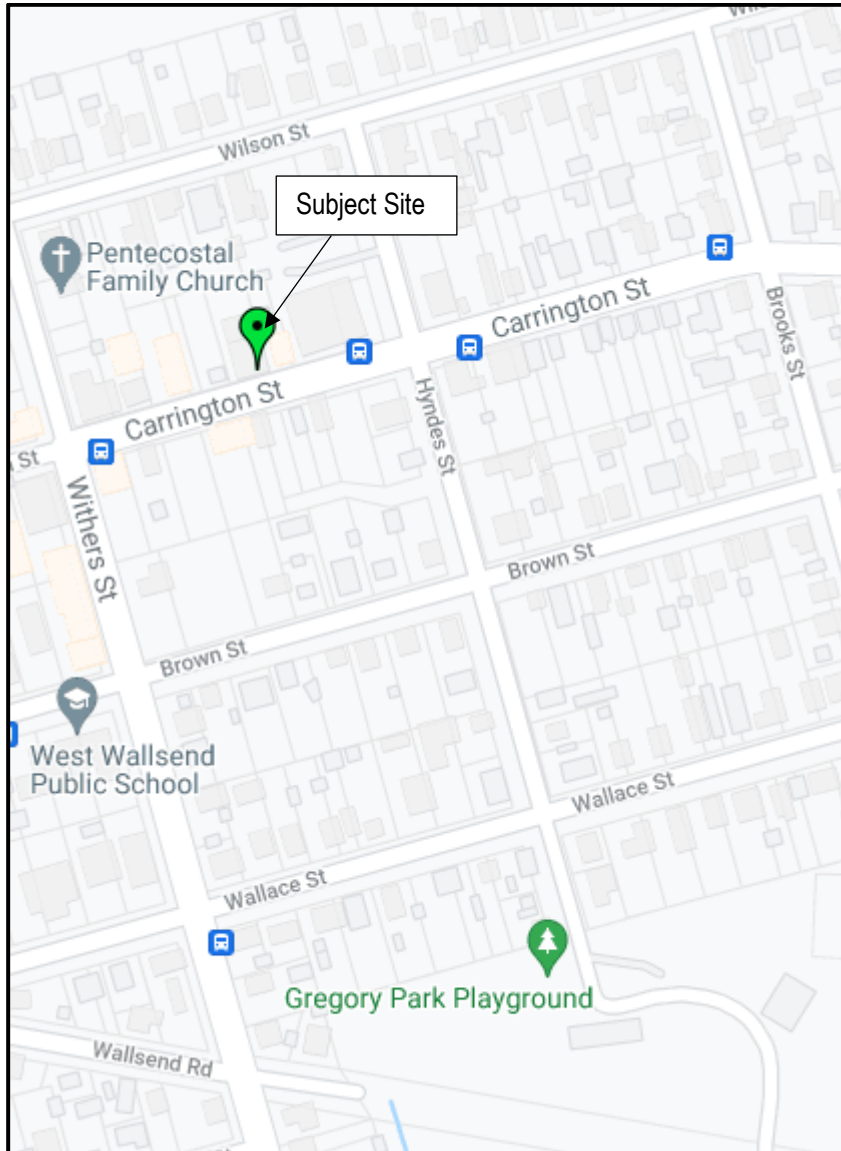 Wilson St
Subject Site
Pentecostal
Family Church
Carrington St
Carrington St
Brooks St
Hyndes St
Withers St
Brown St
Brown St
West Wallsend
Public School
Wallace St
Wallace St
Gregory Park Playground
Wallsend Rd